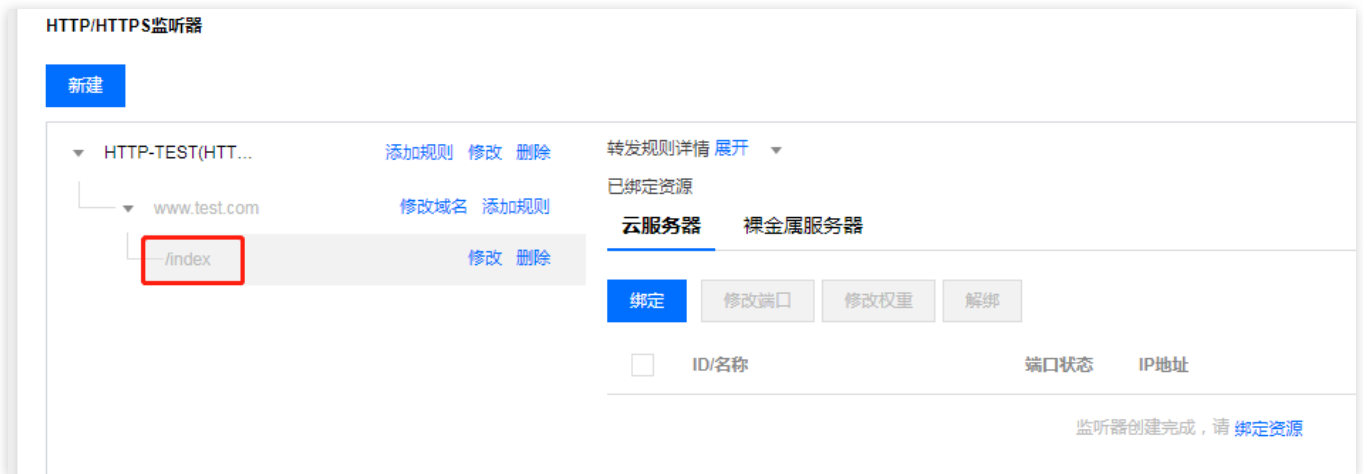 HTTP/HTTPS监听器
新建
HTTP-TEST(HTT... 添加规则 修改 删除
www.test.com 修改域名 添加规则
/index 修改 删除
转发规则详情 展开
已绑定资源
云服务器 裸金属服务器
绑定 修改端口 修改权重 解绑
ID/名称 端口状态 IP地址
监听器创建完成，请 绑定资源